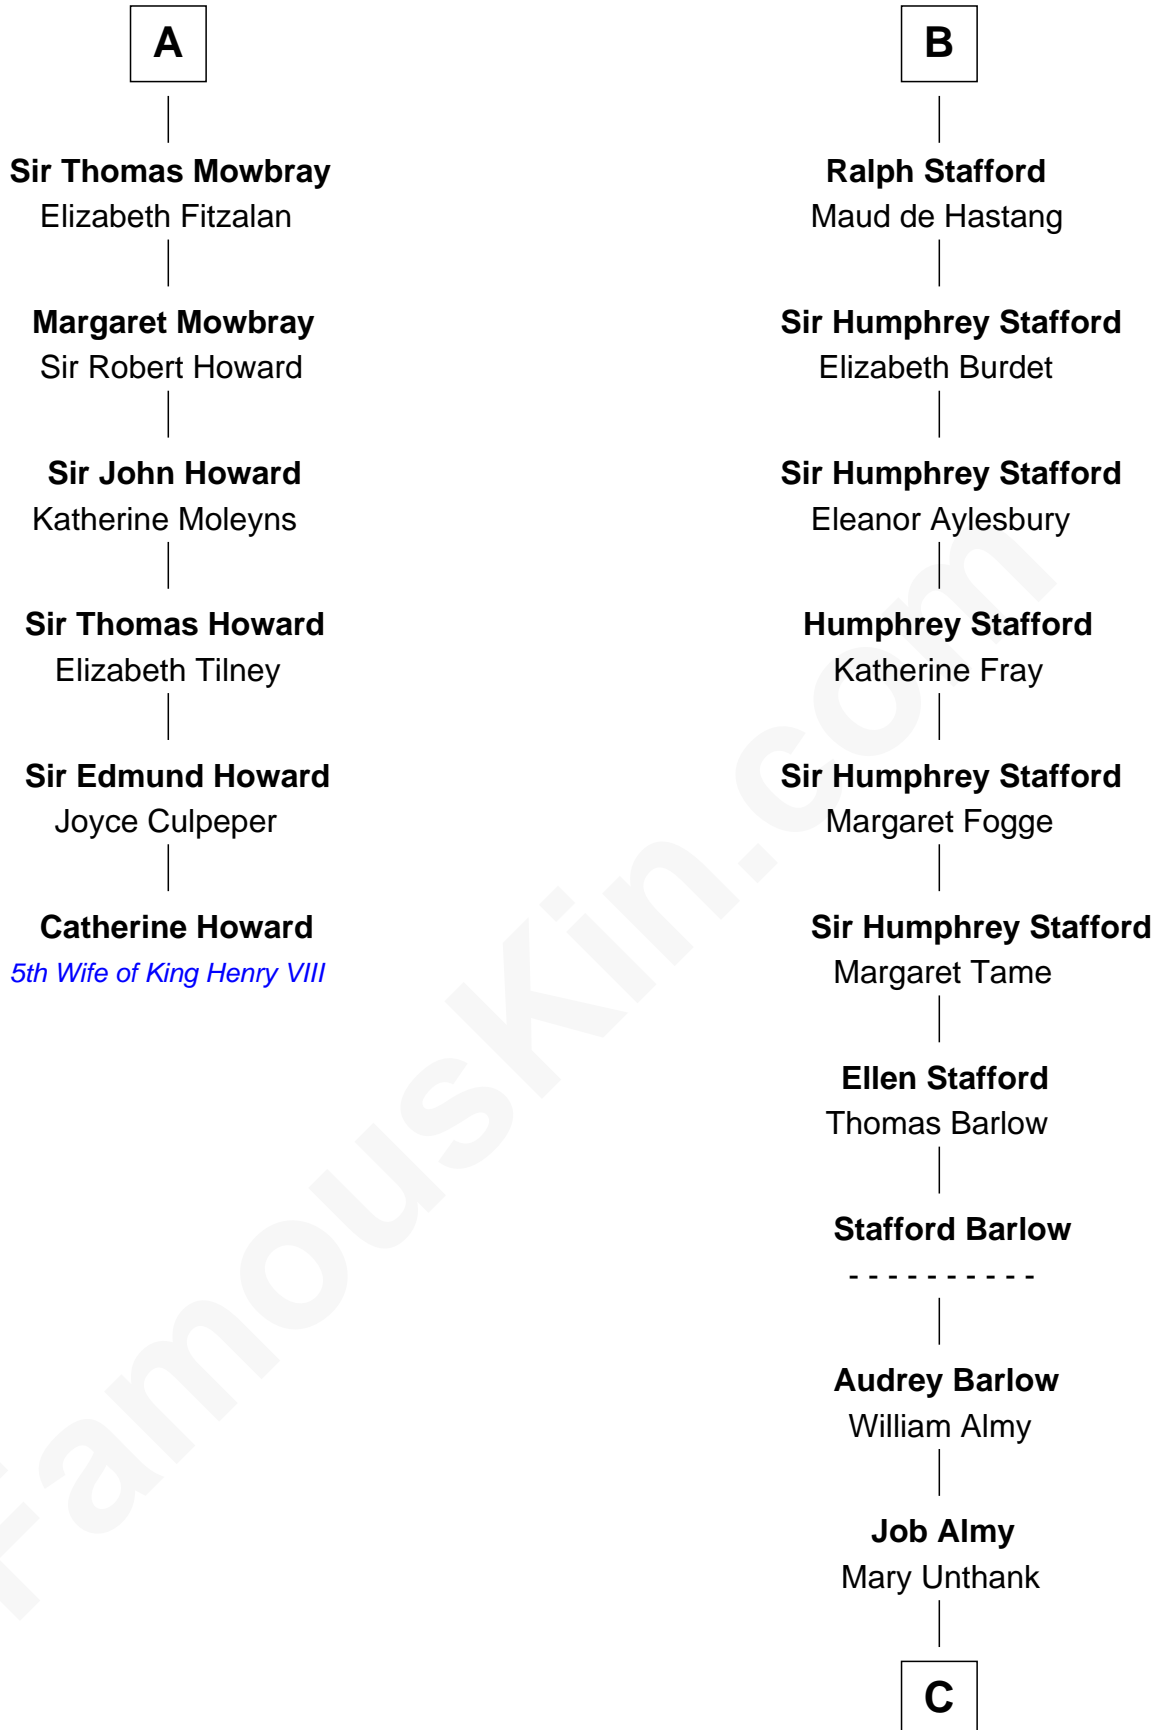 A
Sir Thomas Mowbray
Elizabeth Fitzalan
Margaret Mowbray
Sir Robert Howard
Sir John Howard
Katherine Moleyns
Sir Thomas Howard
Elizabeth Tilney
Sir Edmund Howard
Joyce Culpeper
Catherine Howard
5th Wife of King Henry VIII
B
Ralph Stafford
Maud de Hastang
Sir Humphrey Stafford
Elizabeth Burdet
Sir Humphrey Stafford
Eleanor Aylesbury
Humphrey Stafford
Katherine Fray
Sir Humphrey Stafford
Margaret Fogge
Sir Humphrey Stafford
Margaret Tame
Ellen Stafford
Thomas Barlow
Stafford Barlow
- - - - - - - - - -
Audrey Barlow
William Almy
Job Almy
Mary Unthank
C
FamousKin.com